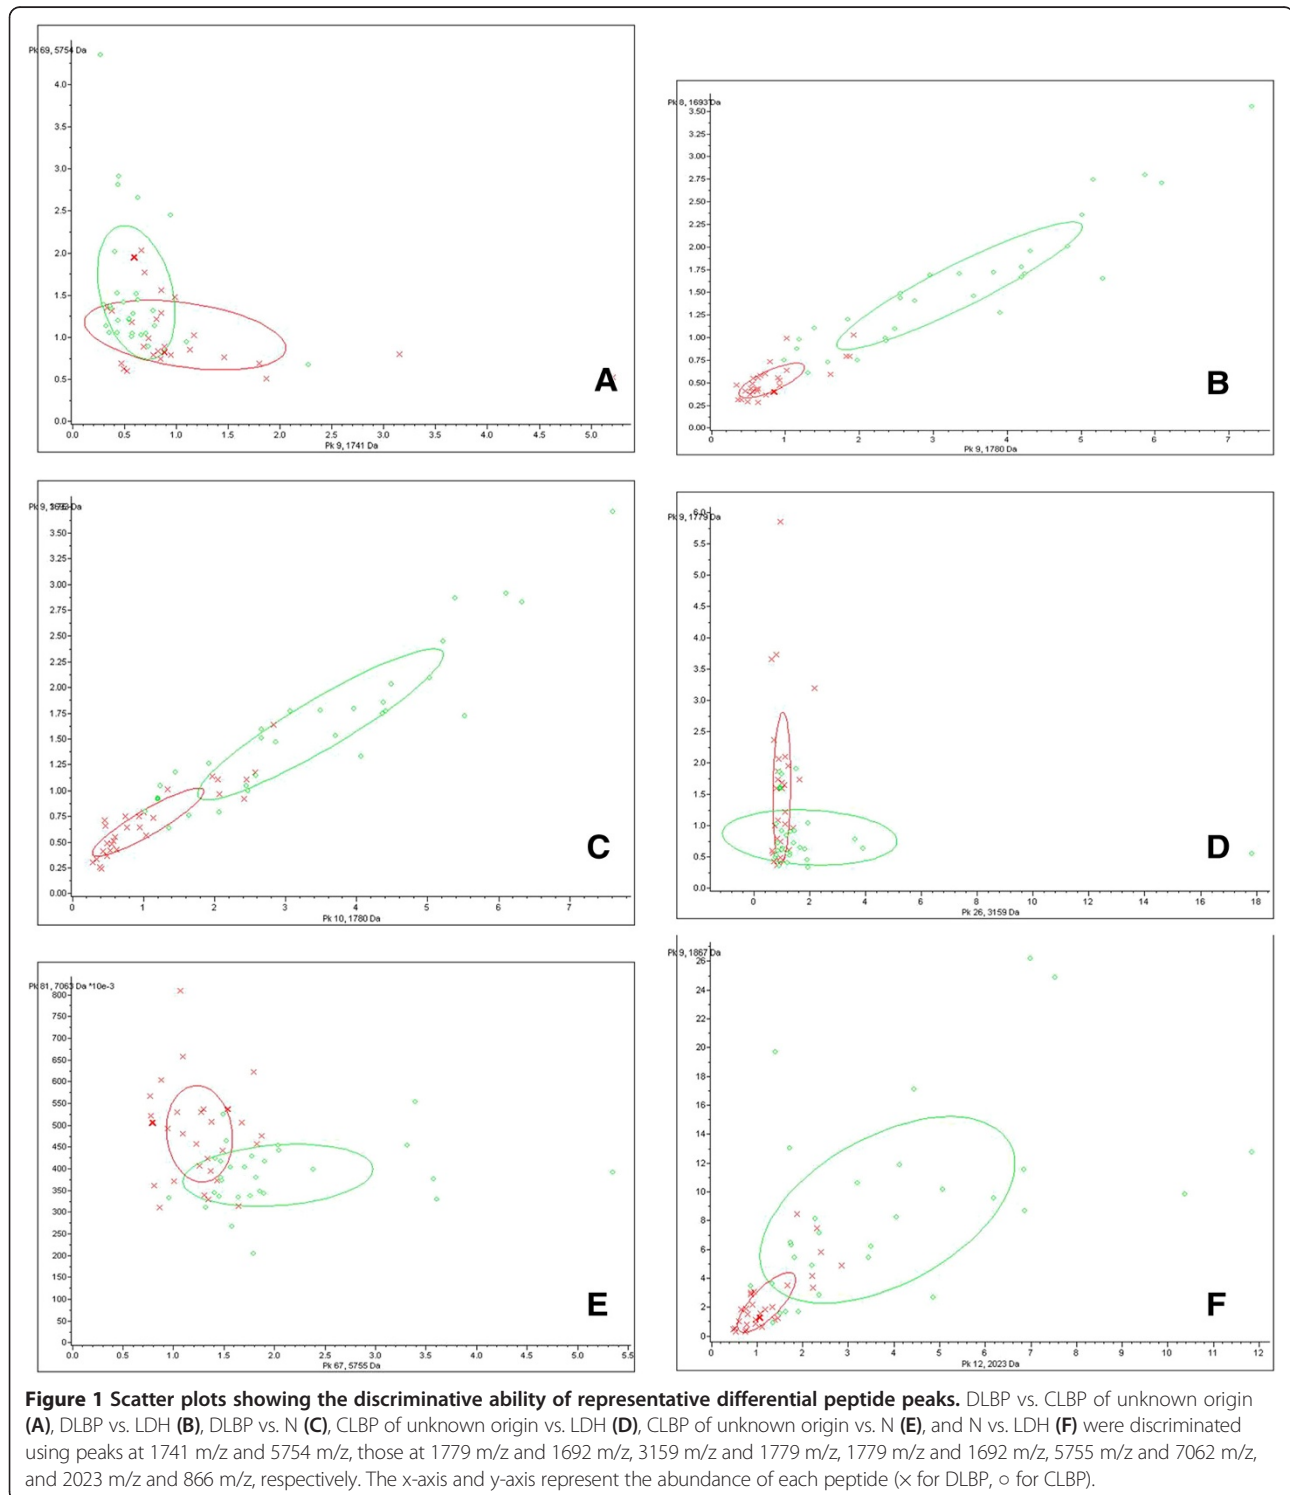 Pk 69, 5754 Da
4.0
3.5
3.0
2.5
2.0
1.5
1.0
0.5
0.0
0.0 0.5 1.0 1.5 2.0 2.5 3.0 3.5 4.0 4.5 5.0
Pk 9, 1741 Da
A
Pk 8, 1693 Da
3.50
3.25
3.00
2.75
2.50
2.25
2.00
1.75
1.50
1.25
1.00
0.75
0.50
0.25
0.00
0 1 2 3 4 5 6 7
Pk 9, 1780 Da
B
Pk 9, Da
3.50
3.25
3.00
2.75
2.50
2.25
2.00
1.75
1.50
1.25
1.00
0.75
0.50
0.25
0.00
0 1 2 3 4 5 6 7
Pk 10, 1780 Da
C
Pk 9, 1779 Da
6.0
5.5
5.0
4.5
4.0
3.5
3.0
2.5
2.0
1.5
1.0
0.5
0.0
0 2 4 6 8 10 12 14 16 18
Pk 26, 3159 Da
D
Pk 81, 7063 Da *10e-3
800
750
700
650
600
550
500
450
400
350
300
250
200
150
100
50
0
0.0 0.5 1.0 1.5 2.0 2.5 3.0 3.5 4.0 4.5 5.0 5.5
Pk 67, 5755 Da
E
Pk 9, 1867 Da
26
24
22
20
18
16
14
12
10
8
6
4
2
0
0 1 2 3 4 5 6 7 8 9 10 11 12
Pk 12, 2023 Da
F
Figure 1 Scatter plots showing the discriminative ability of representative differential peptide peaks. DLBP vs. CLBP of unknown origin
(A), DLBP vs. LDH (B), DLBP vs. N (C), CLBP of unknown origin vs. LDH (D), CLBP of unknown origin vs. N (E), and N vs. LDH (F) were discriminated
using peaks at 1741 m/z and 5754 m/z, those at 1779 m/z and 1692 m/z, 3159 m/z and 1779 m/z, 1779 m/z and 1692 m/z, 5755 m/z and 7062 m/z,
and 2023 m/z and 866 m/z, respectively. The x-axis and y-axis represent the abundance of each peptide (× for DLBP, ○ for CLBP).